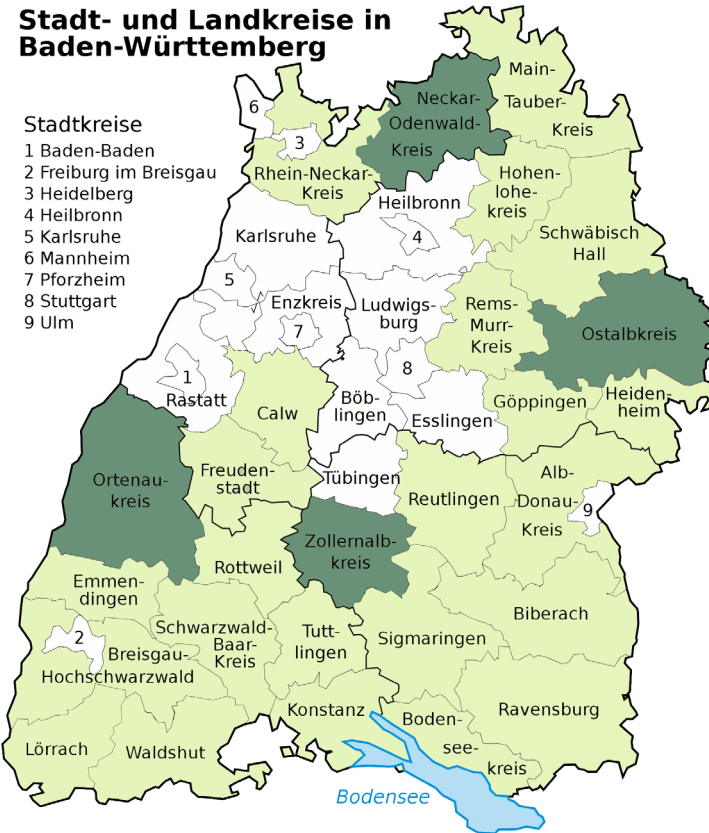 Stadt- und Landkreise in
Baden-Württemberg
Stadtkreise
1 Baden-Baden
2 Freiburg im Breisgau
3 Heidelberg
4 Heilbronn
5 Karlsruhe
6 Mannheim
7 Pforzheim
8 Stuttgart
9 Ulm
Main-
Tauber-
Kreis
Neckar-
Odenwald-
Kreis
6
3
Rhein-Neckar-
Kreis
Hohen-
lohe-
kreis
Heilbronn
4
Karlsruhe
Schwäbisch
Hall
5
Enzkreis
7
Ludwigs-
burg
Rems-
Murr-
Kreis
Ostalbkreis
1
Rastatt
8
Calw
Böb-
lingen
Esslingen
Göppingen
Heiden-
heim
Ortenau-
kreis
Freuden-
stadt
Tübingen
Reutlingen
Alb-
Donau-
Kreis
9
Zollernalb-
kreis
Rottweil
Emmen-
dingen
2
Breisgau-
Hochschwarzwald
Schwarzwald-
Baar-
Kreis
Tutt-
lingen
Sigmaringen
Biberach
Konstanz
Boden-
see-
kreis
Ravensburg
Lörrach
Waldshut
Bodensee